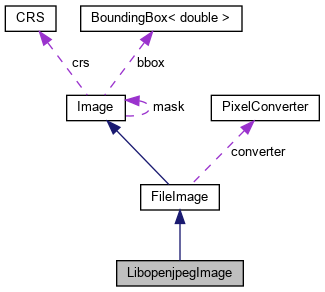 CRS
BoundingBox< double >
crs
bbox
Image
mask
PixelConverter
converter
FileImage
LibopenjpegImage